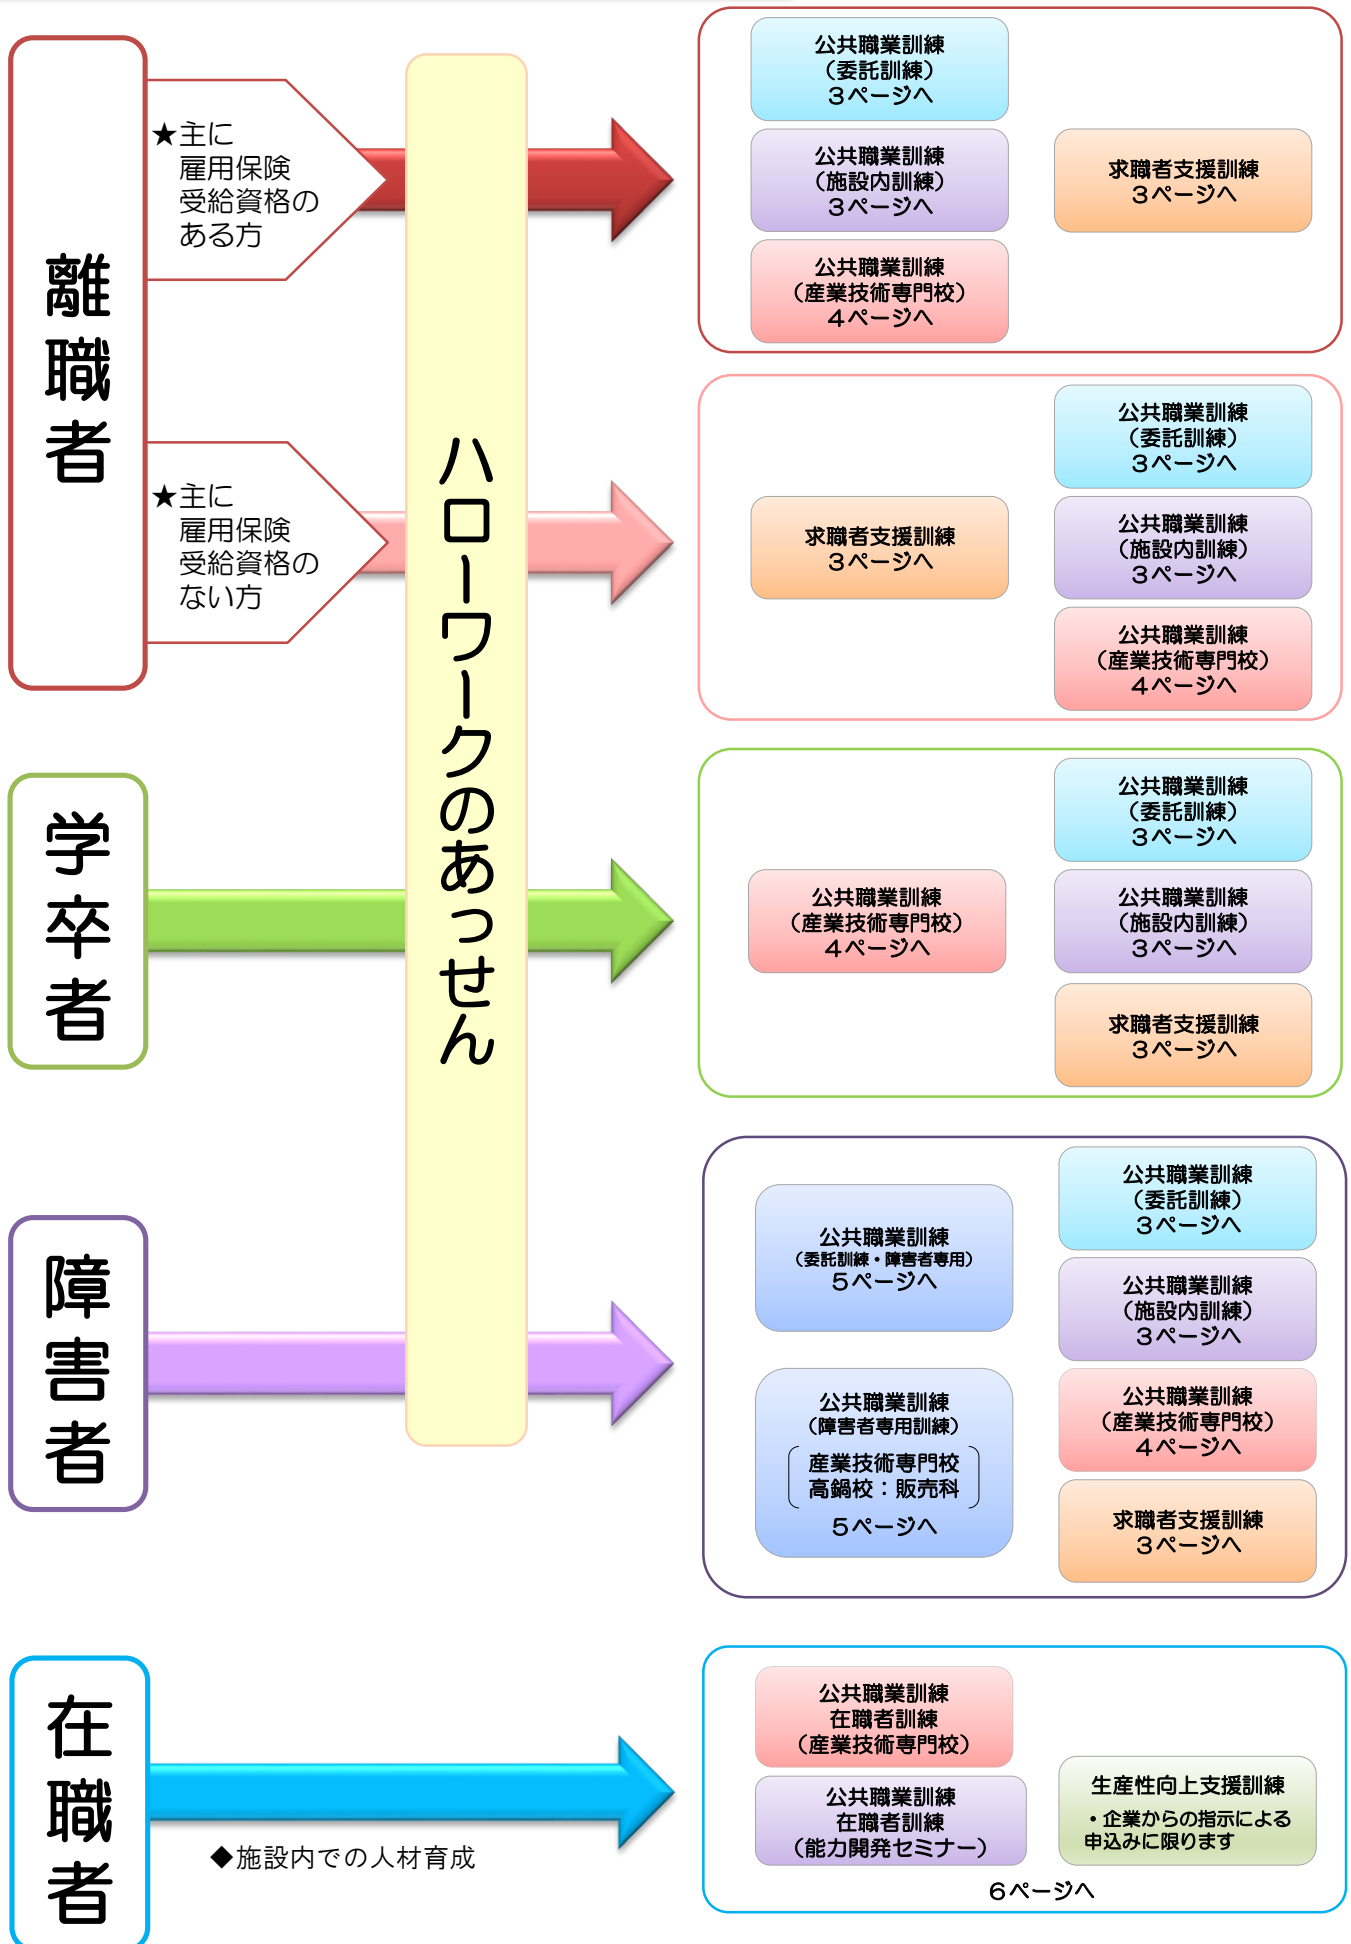 離職者
★主に
雇用保険
受給資格の
ある方
★主に
雇用保険
受給資格の
ない方
ハローワークのあっせん
公共職業訓練
（委託訓練）
３ページへ
公共職業訓練
（施設内訓練）
３ページへ
公共職業訓練
（産業技術専門校）
４ページへ
求職者支援訓練
３ページへ
求職者支援訓練
３ページへ
公共職業訓練
（委託訓練）
３ページへ
公共職業訓練
（施設内訓練）
３ページへ
公共職業訓練
（産業技術専門校）
４ページへ
学卒者
公共職業訓練
（産業技術専門校）
４ページへ
公共職業訓練
（委託訓練）
３ページへ
公共職業訓練
（施設内訓練）
３ページへ
求職者支援訓練
３ページへ
障害者
公共職業訓練
（委託訓練・障害者専用）
５ページへ
公共職業訓練
（障害者専用訓練）
産業技術専門校
高鍋校：販売科
５ページへ
公共職業訓練
（委託訓練）
３ページへ
公共職業訓練
（施設内訓練）
３ページへ
公共職業訓練
（産業技術専門校）
４ページへ
求職者支援訓練
３ページへ
在職者
◆施設内での人材育成
公共職業訓練
在職者訓練
（産業技術専門校）
公共職業訓練
在職者訓練
（能力開発セミナー）
生産性向上支援訓練
・企業からの指示による
申込みに限ります
６ページへ